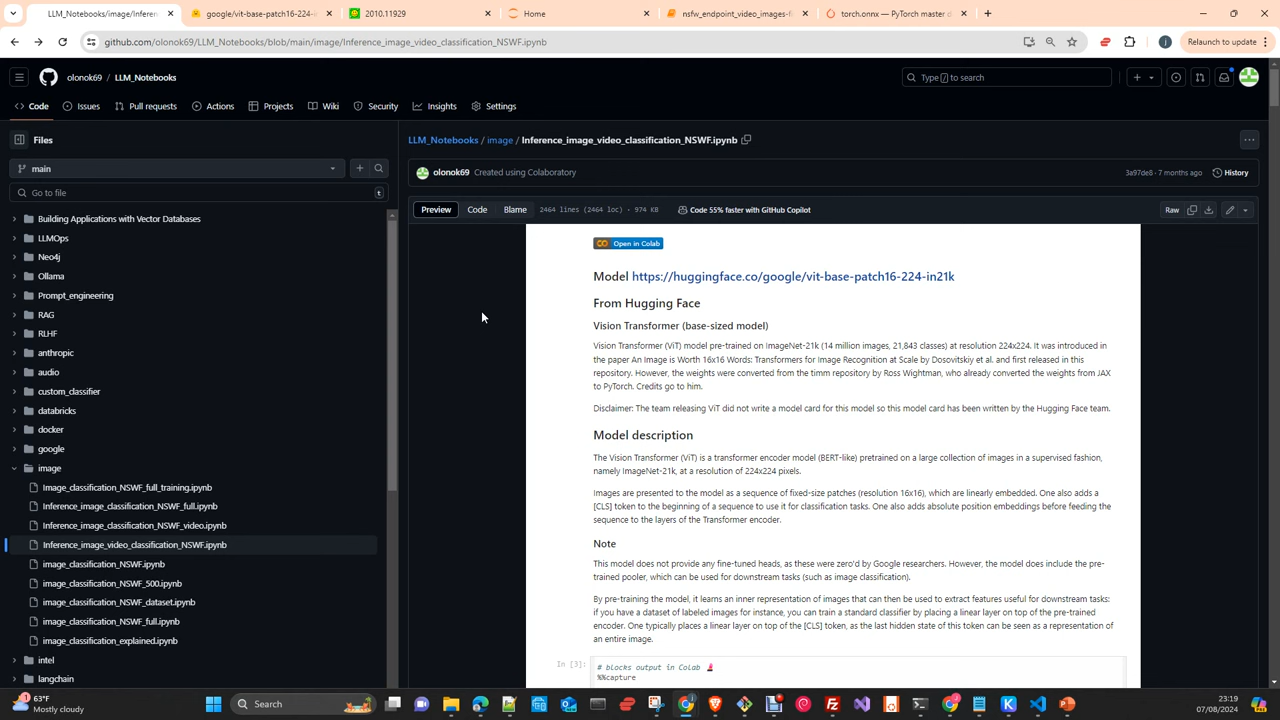 LLM_Notebooks/image/Inferen
google/vit-base-patch16-224-i
2010.11929
Home
nsfw_endpoint_video_images-f
torch.onnx — PyTorch master d
github.com/olonok69/LLM_Notebooks/blob/main/image/Inference_image_video_classification_NSWF.ipynb
Relaunch to update
olonok69 / LLM_Notebooks
Type / to search
Code
Issues
Pull requests
Actions
Projects
Wiki
Security
Insights
Settings
Files
main
Go to file
t
Building Applications with Vector Databases
LLMOps
Neo4j
Ollama
Prompt_engineering
RAG
RLHF
anthropic
audio
custom_classifier
databricks
docker
google
image
Image_classification_NSWF_full_training.ipynb
Inference_image_classification_NSWF_full.ipynb
Inference_image_classification_NSWF_video.ipynb
Inference_image_video_classification_NSWF.ipynb
image_classification_NSWF.ipynb
image_classification_NSWF_500.ipynb
image_classification_NSWF_dataset.ipynb
image_classification_NSWF_full.ipynb
image_classification_explained.ipynb
intel
langchain
LLM_Notebooks / image / Inference_image_video_classification_NSWF.ipynb
olonok69 Created using Colaboratory
3a97de8 · 7 months ago
History
Preview
Code
Blame
2464 lines (2464 loc) · 974 KB
Code 55% faster with GitHub Copilot
Raw
Open in Colab
Model https://huggingface.co/google/vit-base-patch16-224-in21k
From Hugging Face
Vision Transformer (base-sized model)
Vision Transformer (ViT) model pre-trained on ImageNet-21k (14 million images, 21,843 classes) at resolution 224x224. It was introduced in
the paper An Image is Worth 16x16 Words: Transformers for Image Recognition at Scale by Dosovitskiy et al. and first released in this
repository. However, the weights were converted from the timm repository by Ross Wightman, who already converted the weights from JAX
to PyTorch. Credits go to him.
Disclaimer: The team releasing ViT did not write a model card for this model so this model card has been written by the Hugging Face team.
Model description
The Vision Transformer (ViT) is a transformer encoder model (BERT-like) pretrained on a large collection of images in a supervised fashion,
namely ImageNet-21k, at a resolution of 224x224 pixels.
Images are presented to the model as a sequence of fixed-size patches (resolution 16x16), which are linearly embedded. One also adds a
[CLS] token to the beginning of a sequence to use it for classification tasks. One also adds absolute position embeddings before feeding the
sequence to the layers of the Transformer encoder.
Note
This model does not provide any fine-tuned heads, as these were zero'd by Google researchers. However, the model does include the pre-
trained pooler, which can be used for downstream tasks (such as image classification).
By pre-training the model, it learns an inner representation of images that can then be used to extract features useful for downstream tasks:
if you have a dataset of labeled images for instance, you can train a standard classifier by placing a linear layer on top of the pre-trained
encoder. One typically places a linear layer on top of the [CLS] token, as the last hidden state of this token can be seen as a representation of
an entire image.
In [3]:
# blocks output in Colab
%%capture
63°F
Mostly cloudy
Search
23:19
07/08/2024